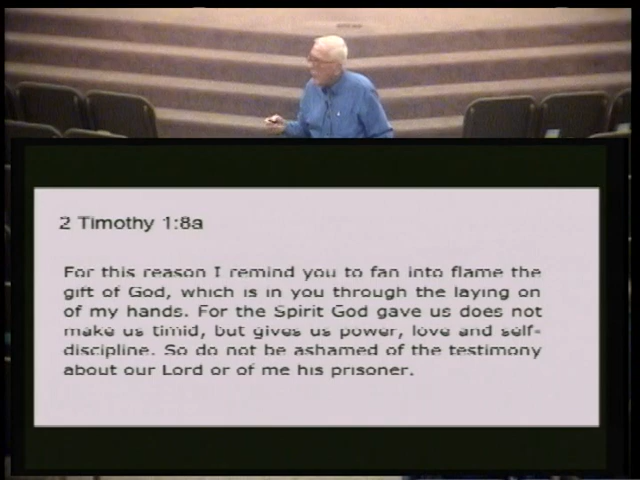 2 Timothy 1:8a
For this reason I remind you to fan into flame the
gift of God, which is in you through the laying on
of my hands. For the Spirit God gave us does not
make us timid, but gives us power, love and self-
discipline. So do not be ashamed of the testimony
about our Lord or of me his prisoner.